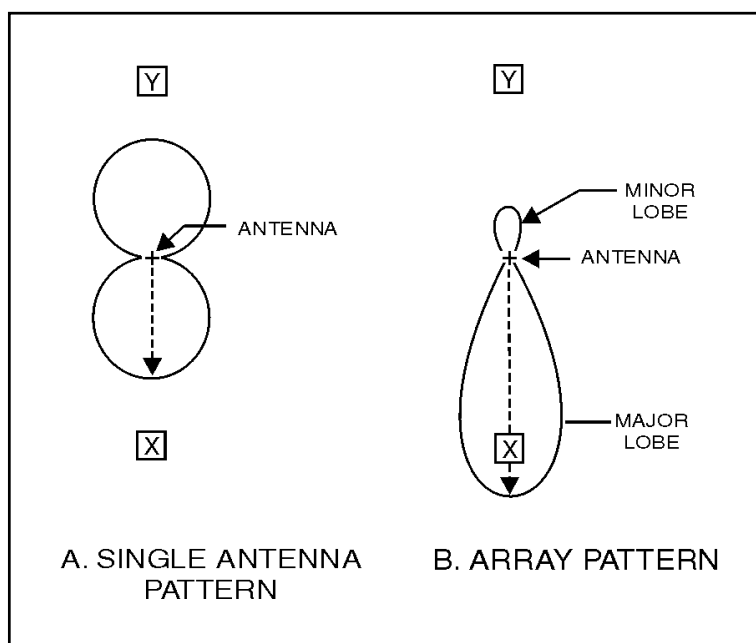 Y
ANTENNA
X
A. SINGLE ANTENNA
PATTERN
Y
MINOR
LOBE
ANTENNA
MAJOR
LOBE
X
B. ARRAY PATTERN